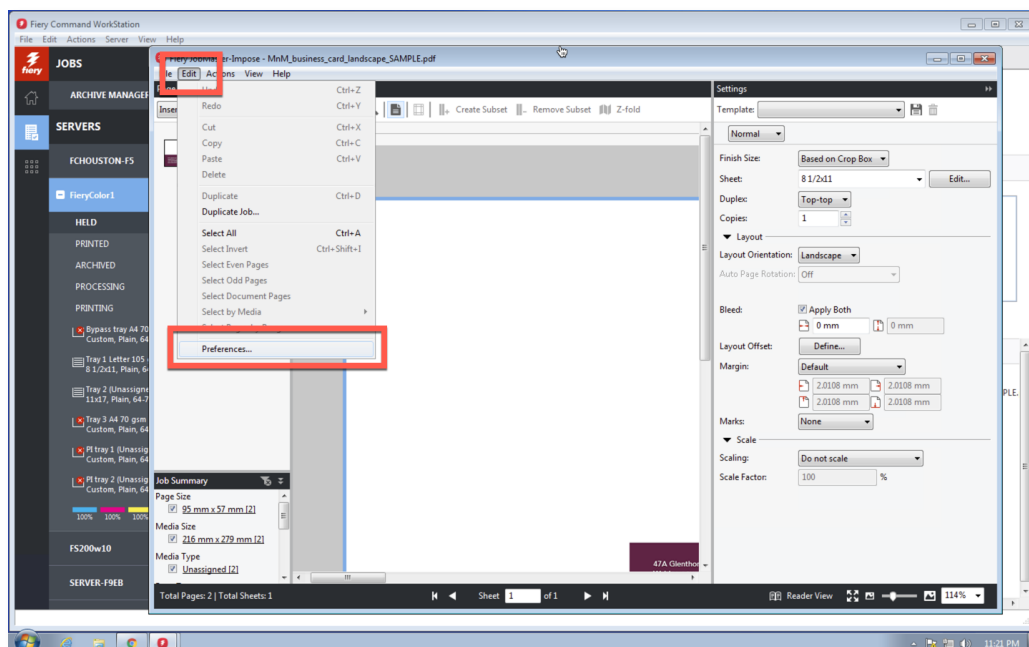 Fiery Command WorkStation
File Edit Actions Server View Help
fiery
JOBS
ARCHIVE MANAGER
SERVERS
FCHOUSTON-F5
FieryColor1
HELD
PRINTED
ARCHIVED
PROCESSING
PRINTING
Bypass tray A4 70
Custom, Plain, 64
Tray 1 Letter 105
8 1/2x11, Plain, 6
Tray 2 (Unassigne
11x17, Plain, 64-7
Tray 3 A4 70 gsm
Custom, Plain, 64
PI tray 1 (Unassig
Custom, Plain, 64
PI tray 2 (Unassig
Custom, Plain, 64
100% 100% 100%
FS200w10
SERVER-F9EB
Fiery JobMaster-Impose - MnM_business_card_landscape_SAMPLE.pdf
Edit Actions View Help
Ctrl+Z
Redo Ctrl+Y
Cut Ctrl+X
Copy Ctrl+C
Paste Ctrl+V
Delete
Duplicate Ctrl+D
Duplicate Job...
Select All Ctrl+A
Select Invert Ctrl+Shift+I
Select Even Pages
Select Odd Pages
Select Document Pages
Select by Media
Preferences...
Create Subset Remove Subset Z-fold
Job Summary
Page Size
95 mm x 57 mm [2]
Media Size
216 mm x 279 mm [2]
Media Type
Unassigned [2]
47A Glenthor
Total Pages: 2 | Total Sheets: 1
Sheet 1 of 1
Reader View
114%
Settings
Template:
Normal
Finish Size: Based on Crop Box
Sheet: 8 1/2x11 Edit...
Duplex: Top-top
Copies: 1
Layout
Layout Orientation: Landscape
Auto Page Rotation: Off
Bleed: Apply Both
0 mm 0 mm
Layout Offset: Define...
Margin: Default
2.0108 mm 2.0108 mm
2.0108 mm 2.0108 mm
Marks: None
Scale
Scaling: Do not scale
Scale Factor: 100 %
PLE.
11:21 PM